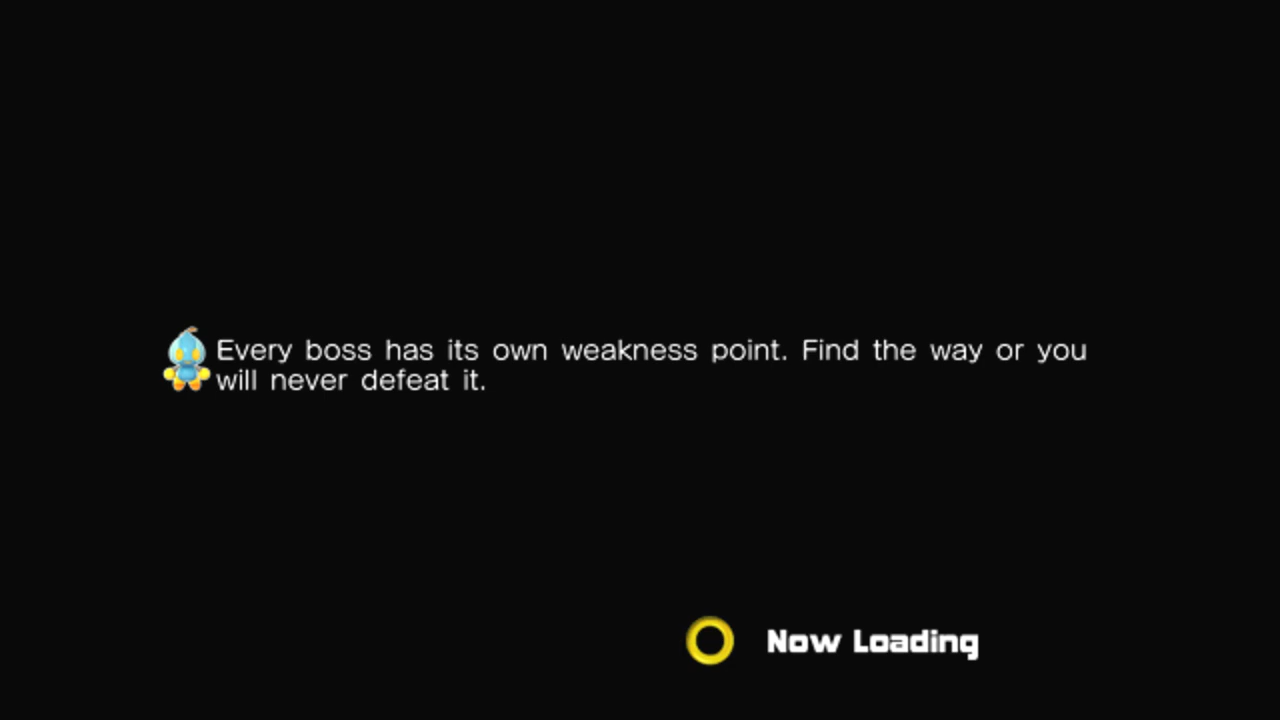 Every boss has its own weakness point. Find the way or you
will never defeat it.
Now Loading